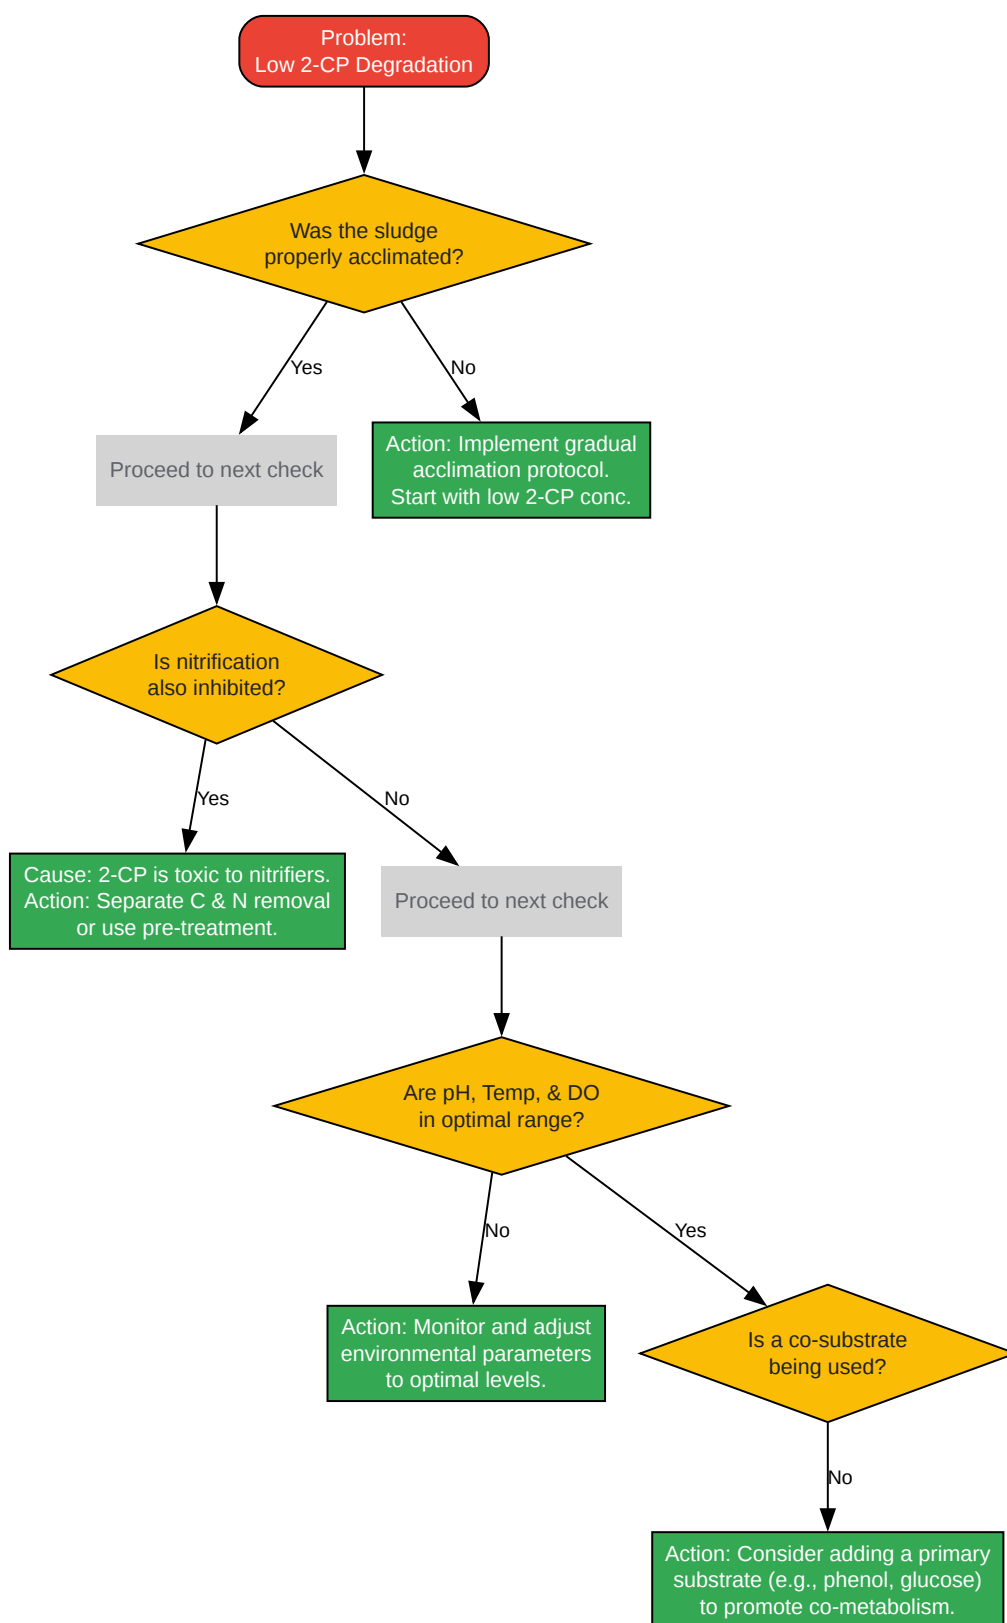 Problem:
Low 2-CP Degradation
Was the sludge
properly acclimated?
Yes
No
Proceed to next check
Action: Implement gradual
acclimation protocol.
Start with low 2-CP conc.
Is nitrification
also inhibited?
Yes
No
Cause: 2-CP is toxic to nitrifiers.
Action: Separate C & N removal
or use pre-treatment.
Proceed to next check
Are pH, Temp, & DO
in optimal range?
No
Yes
Action: Monitor and adjust
environmental parameters
to optimal levels.
Is a co-substrate
being used?
No
Action: Consider adding a primary
substrate (e.g., phenol, glucose)
to promote co-metabolism.